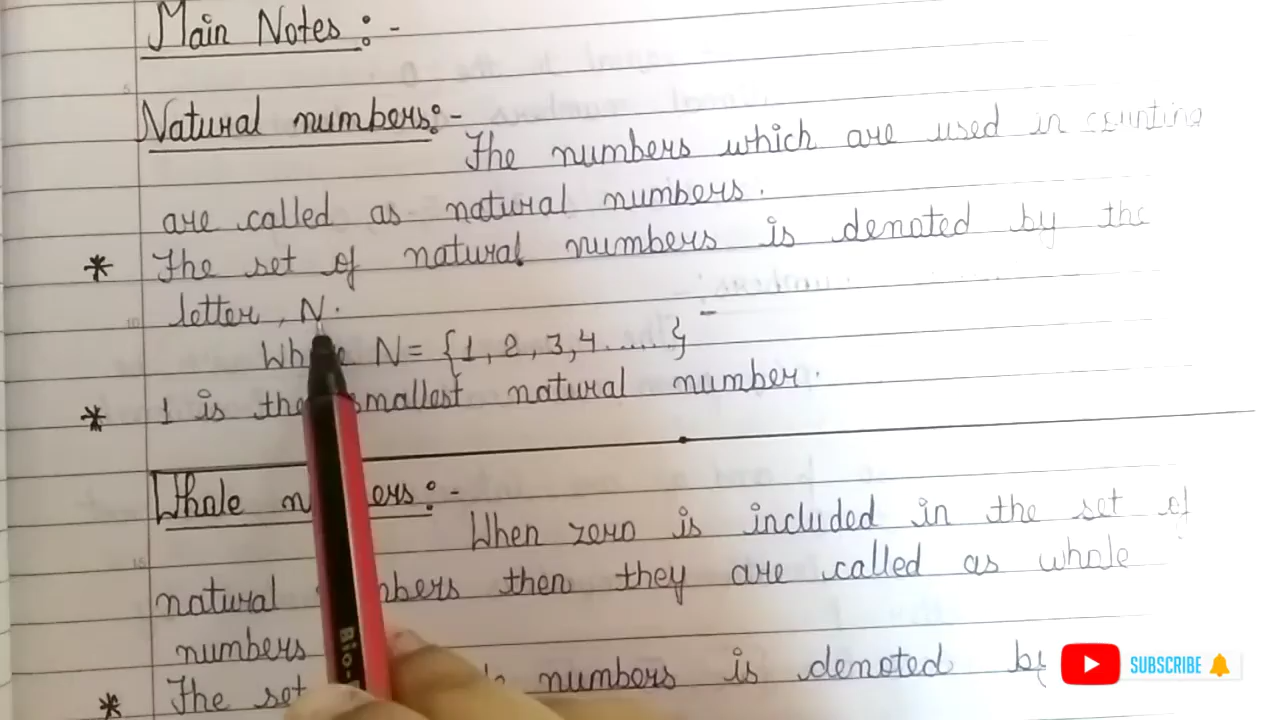 Main Notes :-
Natural numbers:-
The numbers which are used in counting
are called as natural numbers.
* The set of natural numbers is denoted by the
letter, N.
N = {1, 2, 3, 4 .....}
* 1 is the smallest natural number.
Whole :-
When zero is included in the set of
natural then they are called as whole
numbers
* The set numbers is denoted by
SUBSCRIBE
Bio-